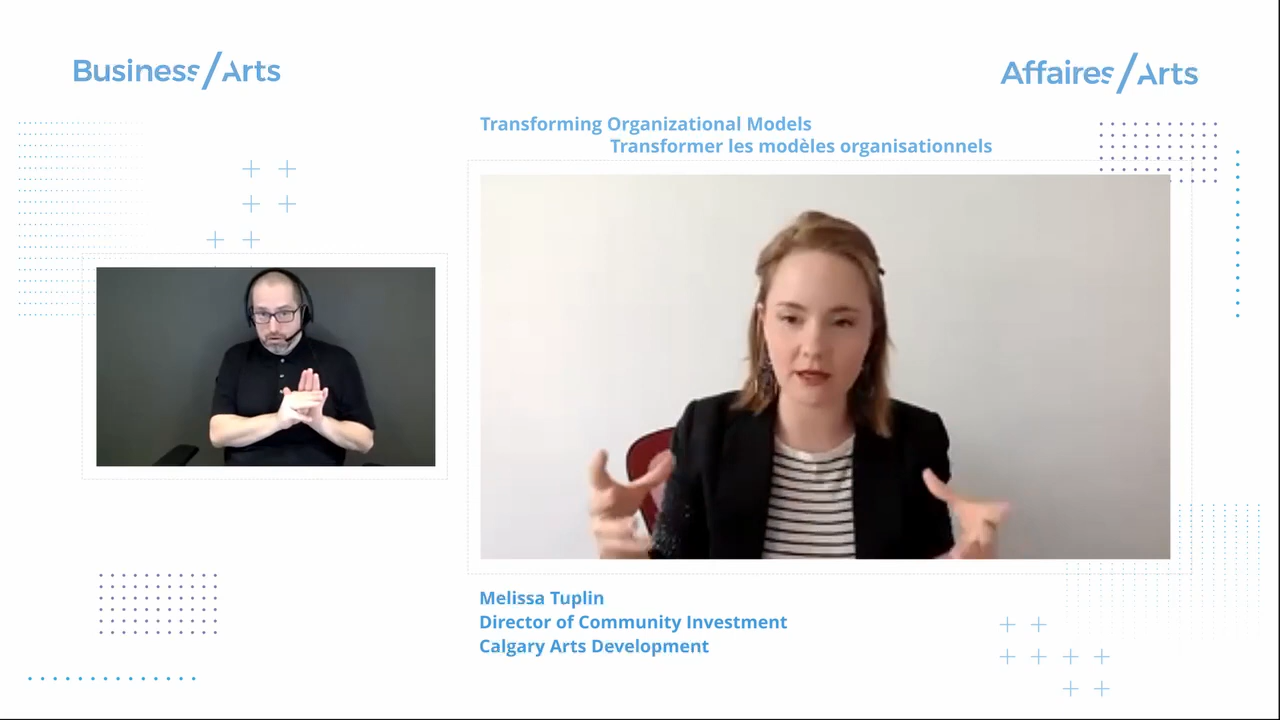 Business/Arts
Affaires/Arts
Transforming Organizational Models
Transformer les modèles organisationnels
Melissa Tuplin
Director of Community Investment
Calgary Arts Development